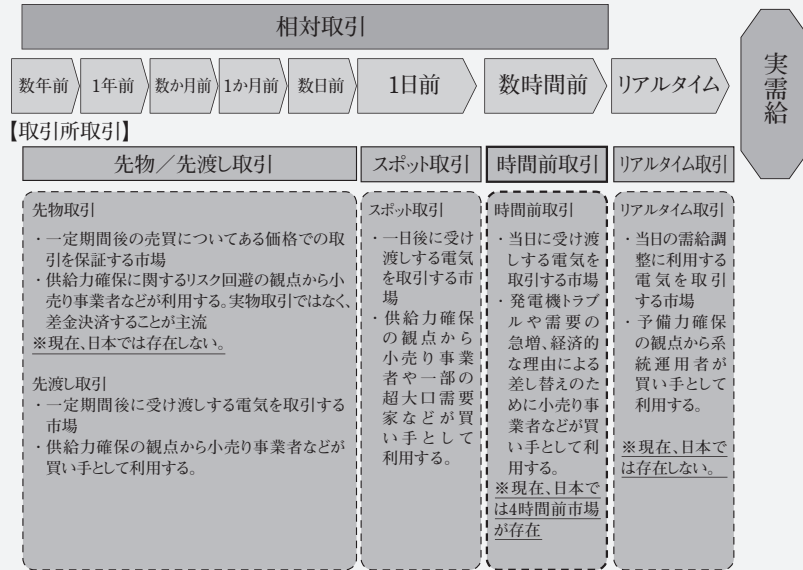 相対取引
数年前
1年前
数か月前
1か月前
数日前
1日前
数時間前
リアルタイム
実需給
【取引所取引】
先物／先渡し取引
スポット取引
時間前取引
リアルタイム取引
先物取引
・一定期間後の売買についてある価格での取
引を保証する市場
・供給力確保に関するリスク回避の観点から小
売り事業者などが利用する。実物取引ではなく、
差金決済することが主流
※現在、日本では存在しない。
先渡し取引
・一定期間後に受け渡しする電気を取引する
市場
・供給力確保の観点から小売り事業者などが
買い手として利用する。
スポット取引
・一日後に受け
渡しする電気
を取引する市
場
・供給力確保
の観点から
小売り事業
者や一部の
超大口需要
家などが買
い手として
利用する。
時間前取引
・当日に受け渡
しする電気を
取引する市場
・発電機トラブ
ルや需要の
急増、経済的
な理由による
差し替えのた
めに小売り事
業者などが買
い手として利
用する。
※現在、日本で
は4時間前市場
が存在
リアルタイム取引
・当日の需給調
整に利用する
電気を取引
する市場
・予備力確保
の観点から系
統運用者が
買い手として
利用する。
※現在、日本で
は存在しない。